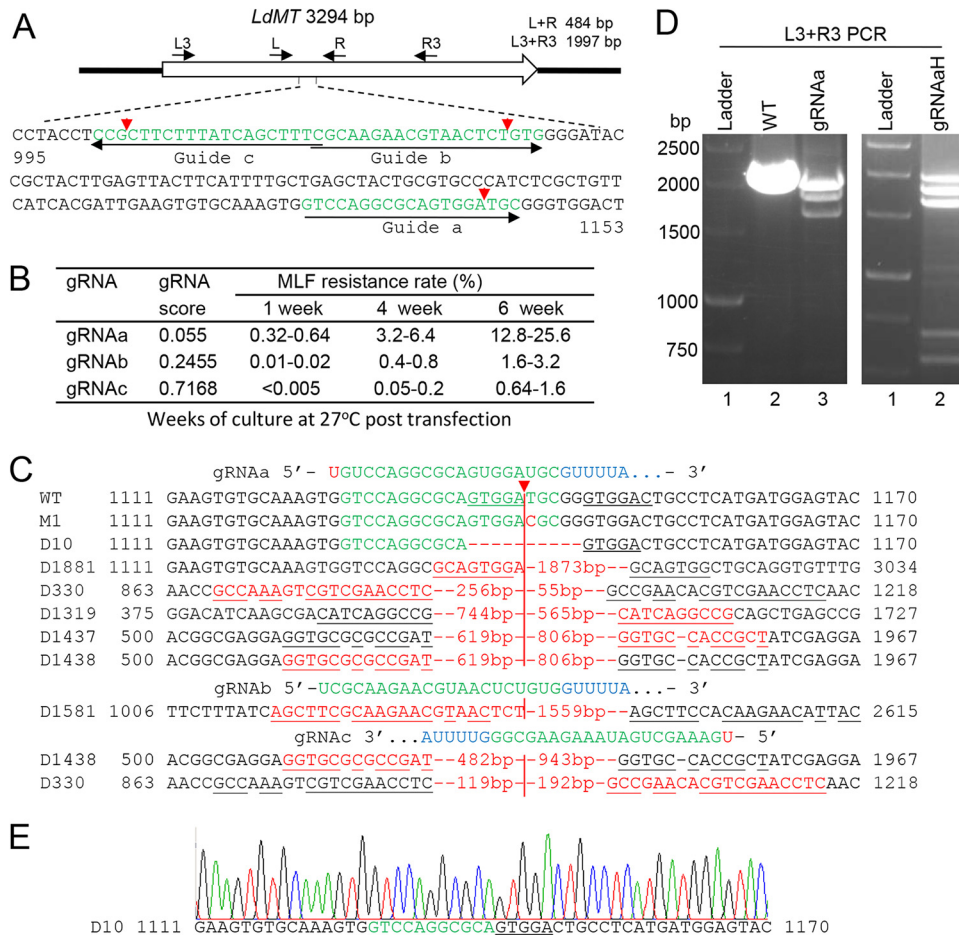 A
LdMT 3294 bp
L+R 484 bp
L3+R3 1997 bp
L3 L R R3
CCTACCTCCGCTTCTTTATCAGCTTTCGCAAGAACGTAACTCTGTGGGGATAC
995 Guide c Guide b
CGCTACTTGAGTTACTTCATTTTGCTGAGCTACTGCGTGCCCATCTCGCTGTT
CATCACGATTGAAGTGTGCAAAGTGGTCCAGGCGCAGTGGATGCGGGTGGACT
Guide a 1153
B
gRNA gRNA MLF resistance rate (%)
score 1 week 4 week 6 week
gRNAa 0.055 0.32-0.64 3.2-6.4 12.8-25.6
gRNAb 0.2455 0.01-0.02 0.4-0.8 1.6-3.2
gRNAc 0.7168 <0.005 0.05-0.2 0.64-1.6
Weeks of culture at 27oC post transfection
D
L3+R3 PCR
bp Ladder WT gRNAa Ladder gRNAaH
2500
2000
1500
1000
750
1 2 3 1 2
C
gRNAa 5’- UGUCCAGGCGCAGUGGAUGCGUUUUA...- 3’
WT 1111 GAAGTGTGCAAAGTGGTCCAGGCGCAGTGGATGCGGGTGGACTGCCTCATGATGGAGTAC 1170
M1 1111 GAAGTGTGCAAAGTGGTCCAGGCGCAGTGGACGCGGGTGGACTGCCTCATGATGGAGTAC 1170
D10 1111 GAAGTGTGCAAAGTGGTCCAGGCGCA----------GTGGACTGCCTCATGATGGAGTAC 1170
D1881 1111 GAAGTGTGCAAAGTGGTCCAGGCGCAGTGGA-1873bp--GCAGTGGCTGCAGGTGTTTG 3034
D330 863 AACCGCCAAAGTCGTCGAACCTC--256bp--55bp--GCCGAACACGTCGAACCTCAAC 1218
D1319 375 GGACATCAAGCGACATCAGGCCG--744bp--565bp--CATCAGGCCGCAGCTGAGCCG 1727
D1437 500 ACGGCGAGGAGGTGCGCGCCGAT--619bp--806bp--GGTGC-CACCGCTATCGAGGA 1967
D1438 500 ACGGCGAGGAGGTGCGCGCCGAT--619bp--806bp--GGTGC-CACCGCTATCGAGGA 1967
gRNAb 5’-UCGCAAGAACGUAACUCUGUGGUUUUA...- 3’
D1581 1006 TTCTTTATCAGCTTCGCAAGAACGTAACTCT-1559bp--AGCTTCCACAAGAACATTAC 2615
gRNAc 3’...AUUUUGGGCGAAGAAAUAGUCGAAAGU- 5’
D1438 500 ACGGCGAGGAGGTGCGCGCCGAT--482bp--943bp--GGTGC-CACCGCTATCGAGGA 1967
D330 863 AACCGCCAAAGTCGTCGAACCTC--119bp--192bp--GCCGAACACGTCGAACCTCAAC 1218
E
D10 1111 GAAGTGTGCAAAGTGGTCCAGGCGCAGTGGACTGCCTCATGATGGAGTAC 1170